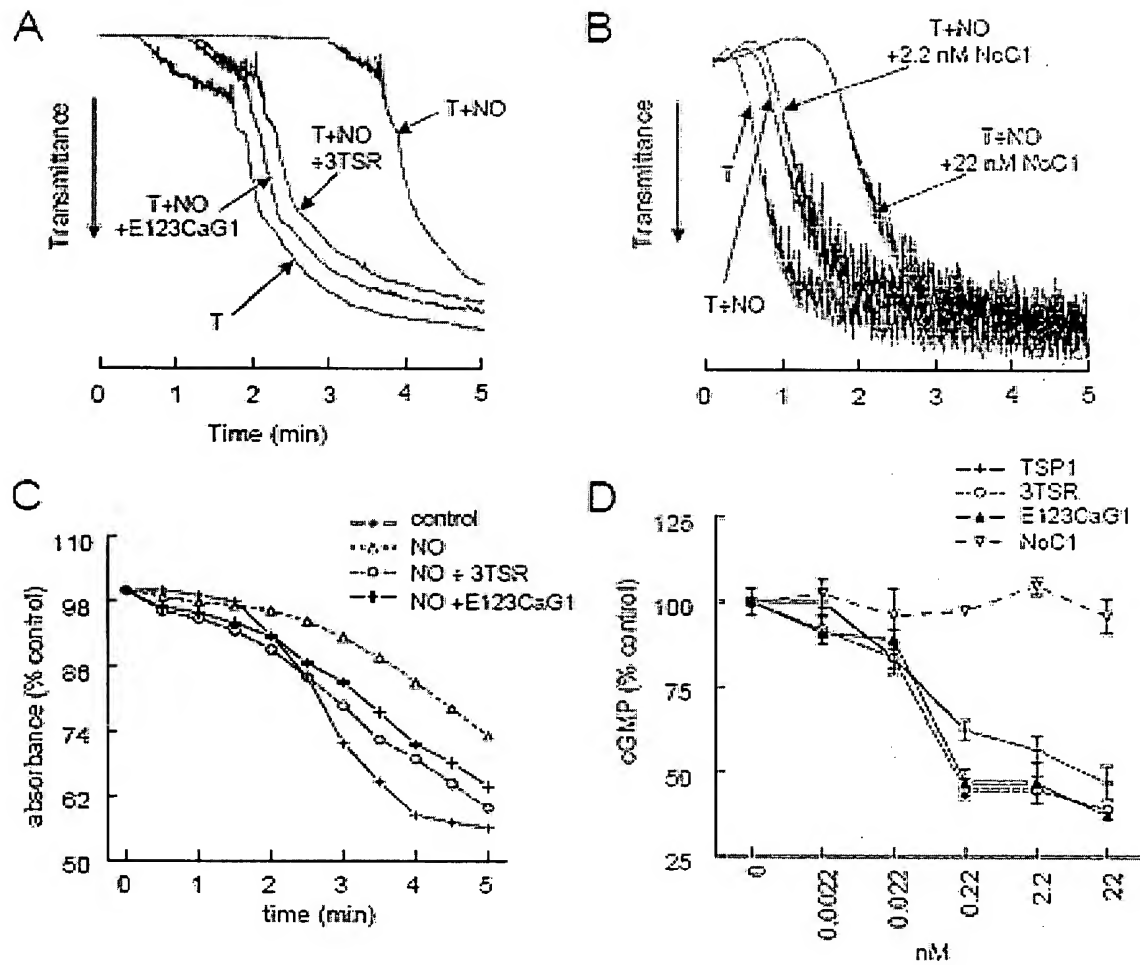 A
Transmittance
T+NO
T+NO
+3TSR
T+NO
+E123CaG1
T
0 1 2 3 4 5
Time (min)
B
Transmittance
T+NO
+2.2 nM NoC1
T+NO
+22 nM NoC1
T
T+NO
0 1 2 3 4 5
C
control
NO
NO + 3TSR
NO +E123CaG1
110
98
86
74
62
50
absorbance (% control)
0 1 2 3 4 5
time (min)
D
TSP1
3TSR
E123CaG1
NoC1
125
100
75
50
25
cGMP (% control)
0
0.0022
0.022
0.22
2.2
22
nM